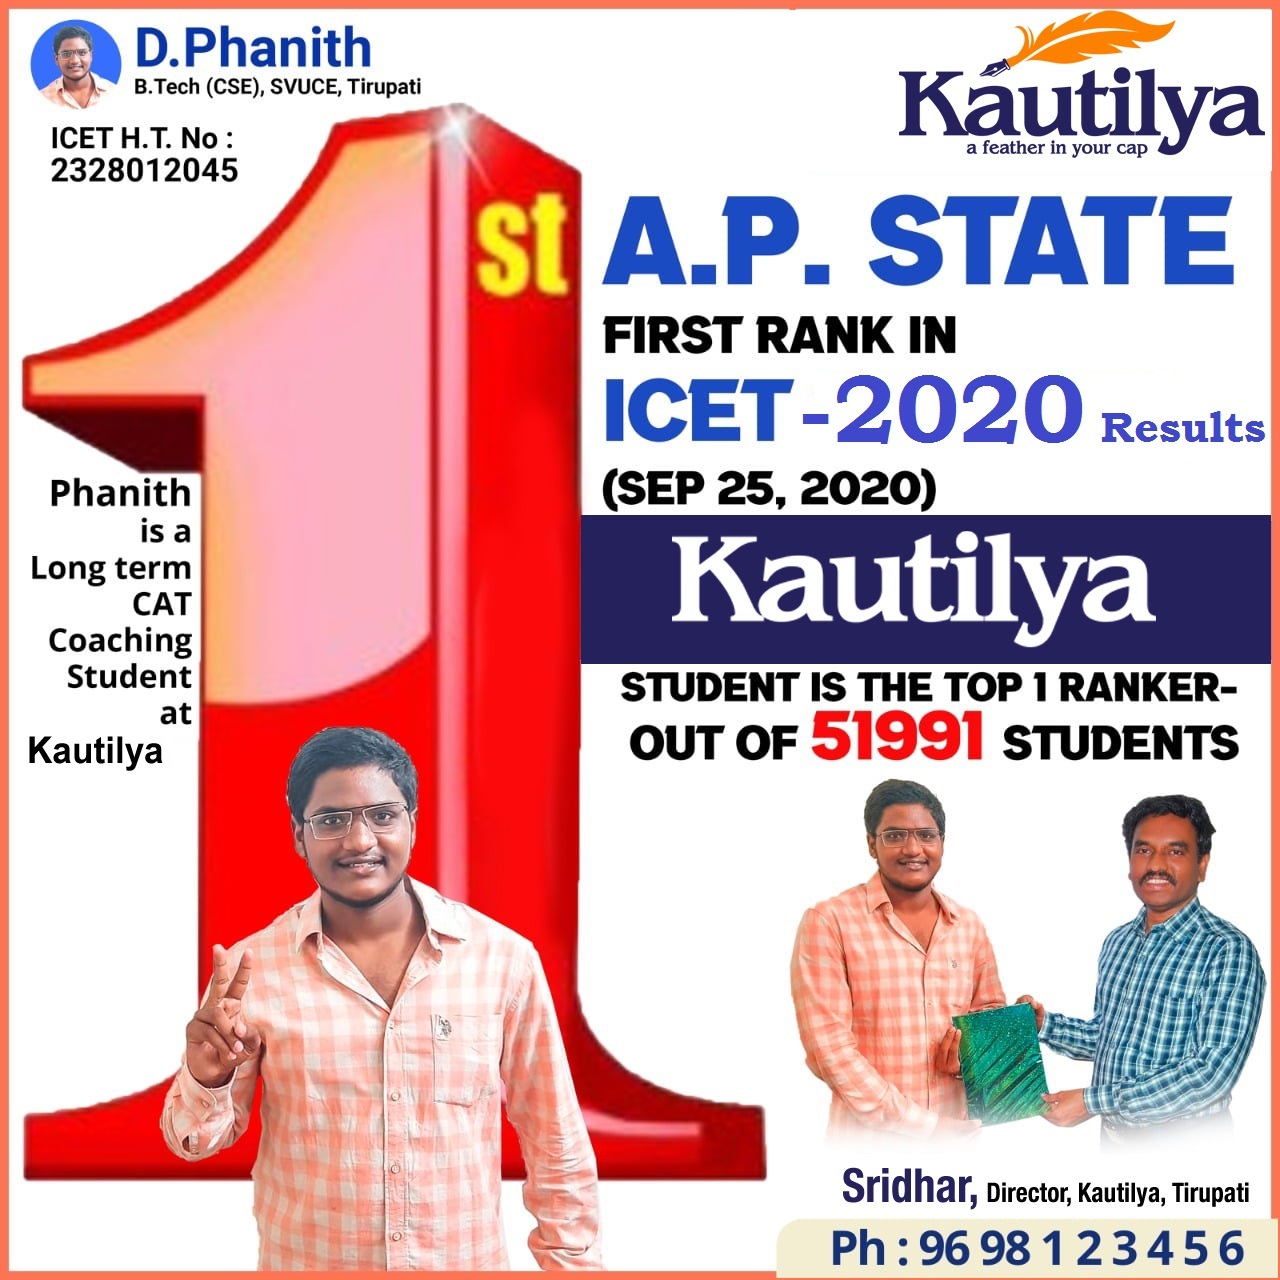 D.Phanith
B.Tech (CSE), SVUCE, Tirupati
ICET H.T. No :
2328012045
Kautilya
a feather in your cap
1st
A.P. STATE
FIRST RANK IN
ICET -2020 Results
(SEP 25, 2020)
Kautilya
STUDENT IS THE TOP 1 RANKER-
OUT OF 51991 STUDENTS
Phanith
is a
Long term
CAT
Coaching
Student
at
Kautilya
Sridhar, Director, Kautilya, Tirupati
Ph : 96 98 1 2 3 4 5 6